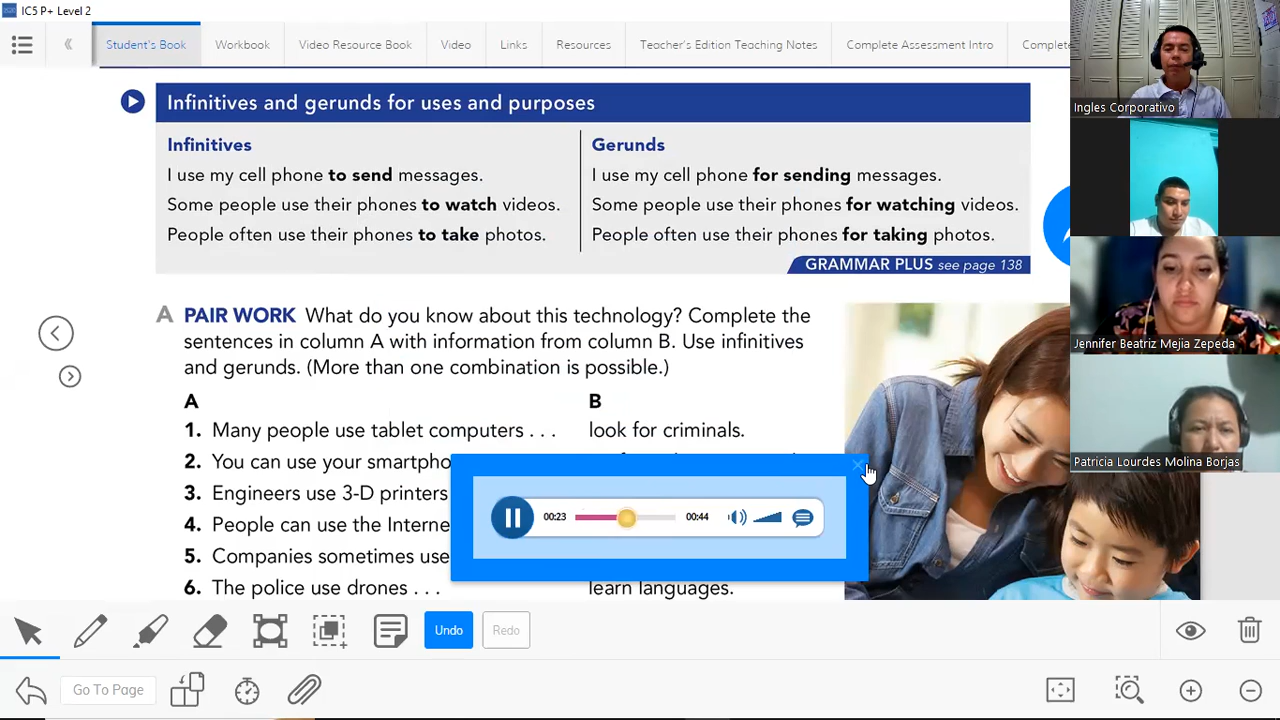 IC5 P+ Level 2
Student's Book
Workbook
Video Resource Book
Links
Resources
Teacher's Edition Teaching Notes
Complete Assessment Intro
Infinitives and gerunds for uses and purposes
Infinitives
I use my cell phone to send messages.
Some people use their phones to watch videos.
People often use their phones to take photos.
Gerunds
I use my cell phone for sending messages.
Some people use their phones for watching videos.
People often use their phones for taking photos.
GRAMMAR PLUS see page 138
A PAIR WORK What do you know about this technology? Complete the
sentences in column A with information from column B. Use infinitives
and gerunds. (More than one combination is possible.)
A
1. Many people use tablet computers . . .
2. You can use your smartpho
3. Engineers use 3-D printers
4. People can use the Interne
5. Companies sometimes use
6. The police use drones . . .
B
look for criminals.
learn languages.
00:23
00:44
Undo
Redo
Go To Page
Ingles Corporativo
Jennifer Beatriz Mejia Zepeda
Patricia Lourdes Molina Borjas